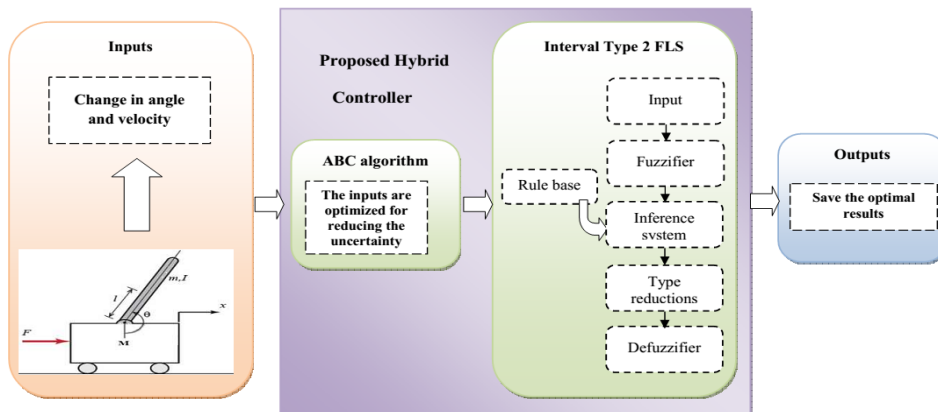 Inputs
Change in angle
and velocity
l
m,I
x
θ
F
M
Proposed Hybrid
Controller
ABC algorithm
The inputs are
optimized for
reducing the
uncertainty
Interval Type 2 FLS
Input
Fuzzifier
Rule base
Inference
system
Type
reductions
Defuzzifier
Outputs
Save the optimal
results